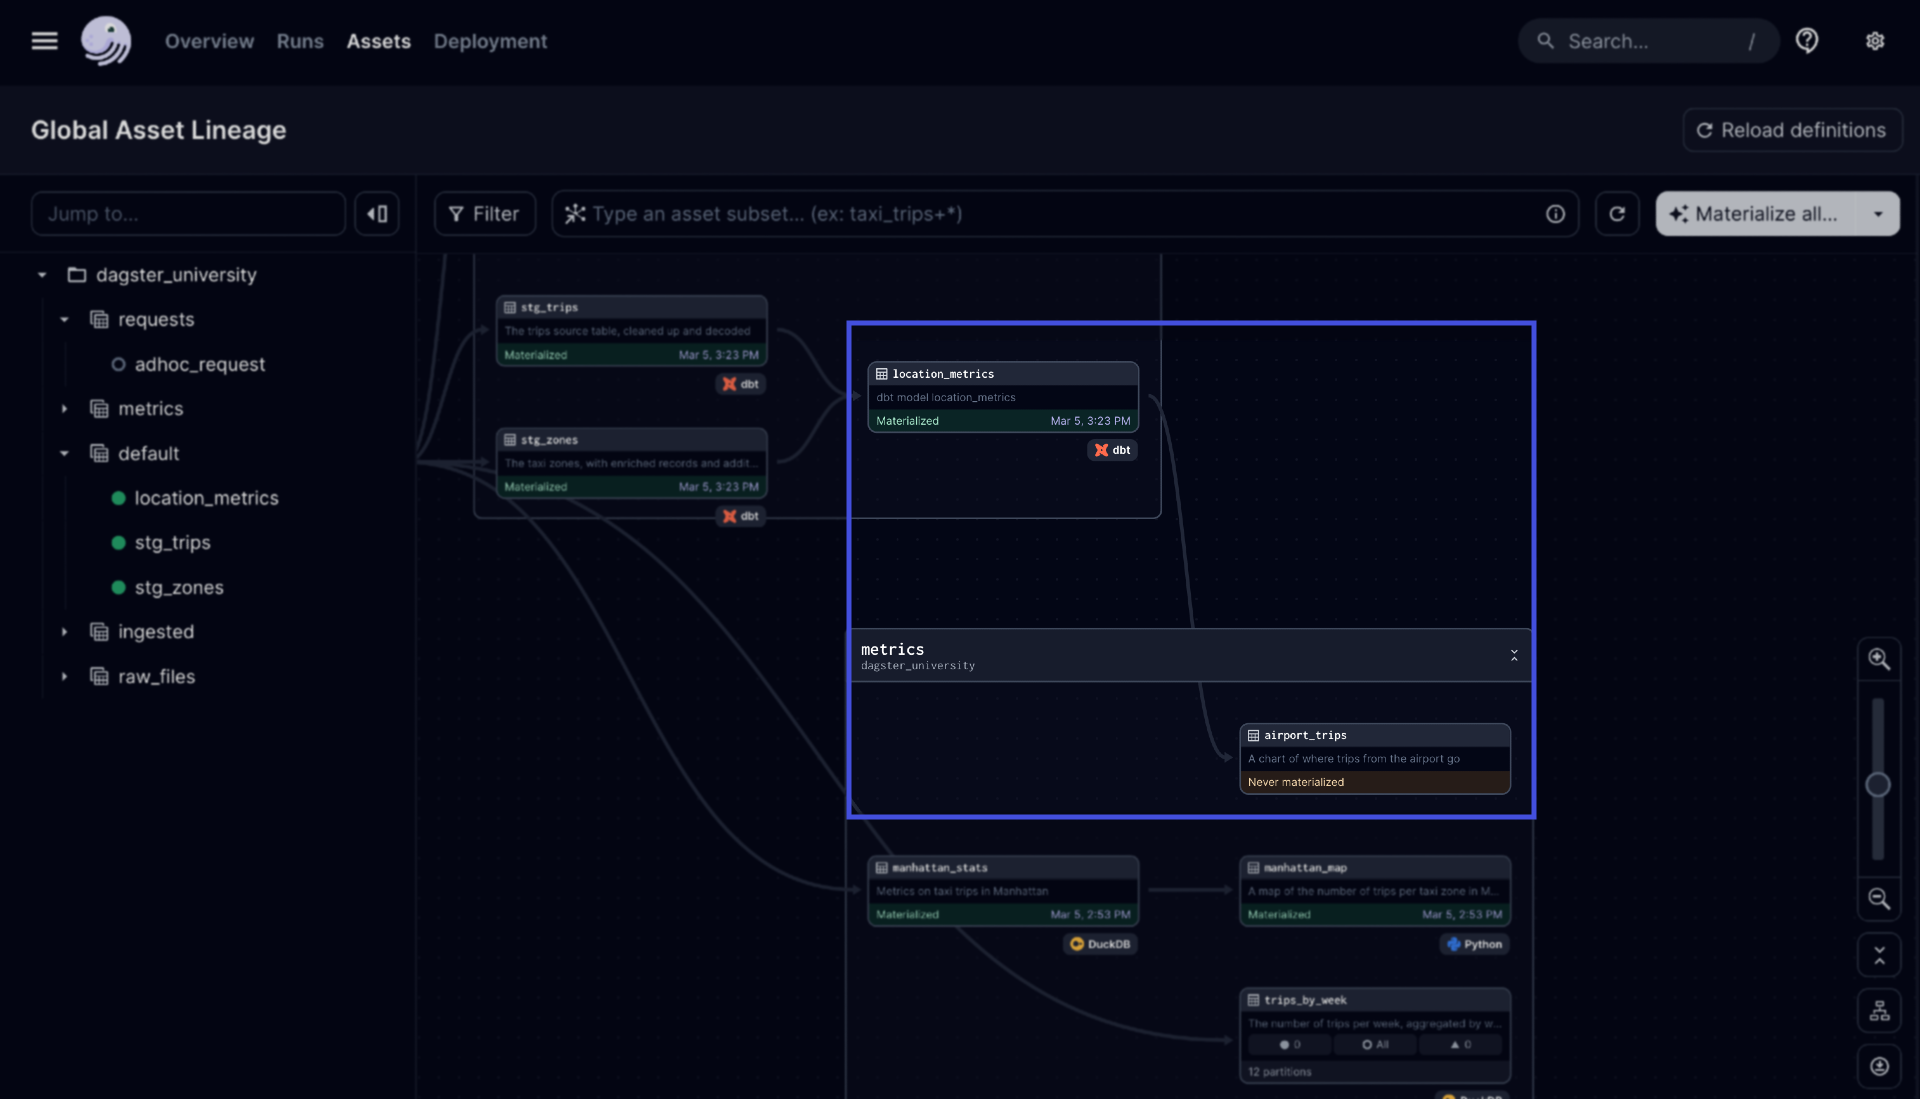 Overview Runs Assets Deployment
Search... /
Global Asset Lineage
Reload definitions
Jump to...
Filter
Type an asset subset... (ex: taxi_trips+*)
Materialize all...
dagster_university
requests
adhoc_request
metrics
default
location_metrics
stg_trips
stg_zones
ingested
raw_files
stg_trips
The trips source table, cleaned up and decoded
Materialized Mar 5, 3:23 PM
dbt
stg_zones
The taxi zones, with enriched records and addit...
Materialized Mar 5, 3:23 PM
dbt
location_metrics
dbt model location_metrics
Materialized Mar 5, 3:23 PM
dbt
metrics
dagster_university
airport_trips
A chart of where trips from the airport go
Never materialized
manhattan_stats
Metrics on taxi trips in Manhattan
Materialized Mar 5, 2:53 PM
DuckDB
manhattan_map
A map of the number of trips per taxi zone in M...
Materialized Mar 5, 2:53 PM
Python
trips_by_week
The number of trips per week, aggregated by w...
0 All 0
12 partitions